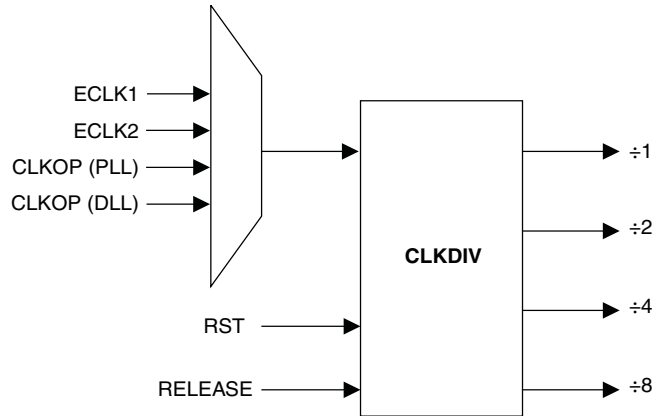 ECLK1
ECLK2
CLKOP (PLL)
CLKOP (DLL)
RST
RELEASE
CLKDIV
÷1
÷2
÷4
÷8